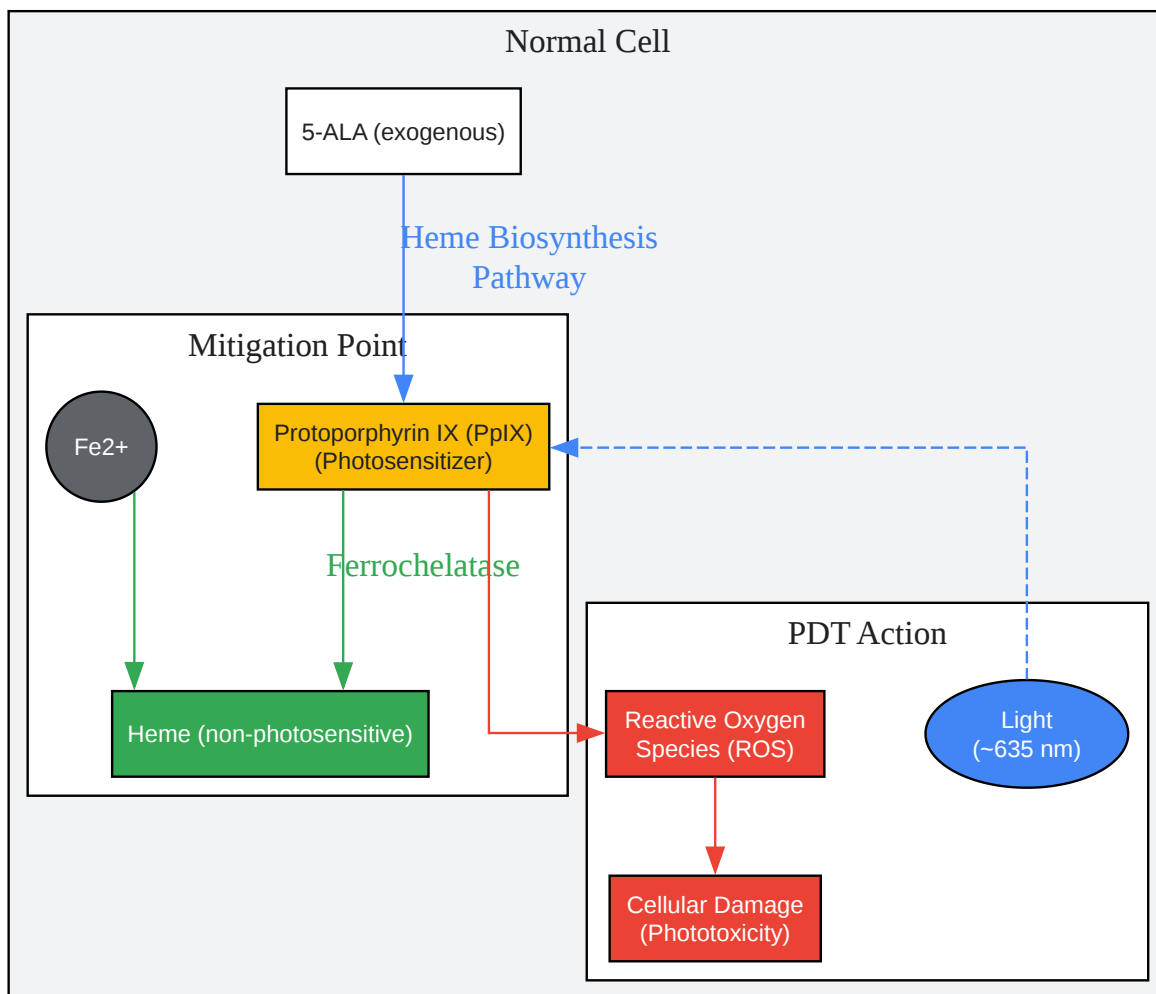 Normal Cell
5-ALA (exogenous)
Heme Biosynthesis
Pathway
Mitigation Point
Fe2+
Protoporphyrin IX (PpIX)
(Photosensitizer)
Ferrochelatase
Heme (non-photosensitive)
PDT Action
Reactive Oxygen
Species (ROS)
Light
(~635 nm)
Cellular Damage
(Phototoxicity)